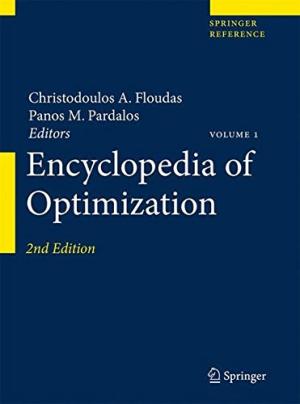 SPRINGER
REFERENCE
Christodoulos A. Floudas
Panos M. Pardalos
Editors
VOLUME 1
Encyclopedia of
Optimization
2nd Edition
Springer